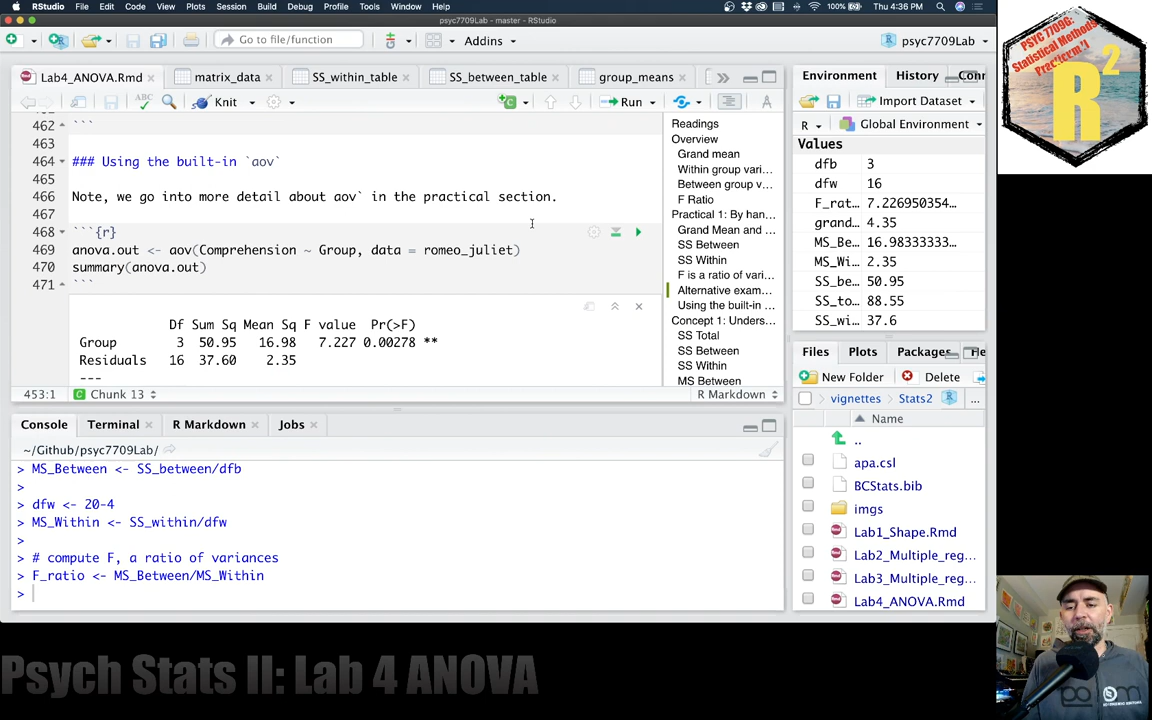 RStudio File Edit Code View Plots Session Build Debug Profile Tools Window Help 100% Thu 4:36 PM
psyc7709Lab - master - RStudio
Go to file/function Addins psyc7709Lab
Lab4_ANOVA.Rmd matrix_data SS_within_table SS_between_table group_means
Knit Run
462 ```
463
464 ### Using the built-in `aov`
465
466 Note, we go into more detail about aov` in the practical section.
467
468 ```{r}
469 anova.out <- aov(Comprehension ~ Group, data = romeo_juliet)
470 summary(anova.out)
471 ```
Df Sum Sq Mean Sq F value Pr(>F)
Group 3 50.95 16.98 7.227 0.00278 **
Residuals 16 37.60 2.35
---
453:1 Chunk 13 R Markdown
Readings
Overview
Grand mean
Within group vari...
Between group v...
F Ratio
Practical 1: By han...
Grand Mean and ...
SS Between
SS Within
F is a ratio of vari...
Alternative exam...
Using the built-in ...
Concept 1: Unders...
SS Total
SS Between
SS Within
MS Between
Console Terminal R Markdown Jobs
~/Github/psyc7709Lab/
> MS_Between <- SS_between/dfb
>
> dfw <- 20-4
> MS_Within <- SS_within/dfw
>
> # compute F, a ratio of variances
> F_ratio <- MS_Between/MS_Within
>
Environment History Conn
Import Dataset
R Global Environment
Values
dfb 3
dfw 16
F_rat… 7.226950354…
grand… 4.35
MS_Be… 16.98333333…
MS_Wi… 2.35
SS_be… 50.95
SS_to… 88.55
SS_wi… 37.6
Files Plots Packages He
New Folder Delete
vignettes Stats2 ...
Name
..
apa.csl
BCStats.bib
imgs
Lab1_Shape.Rmd
Lab2_Multiple_reg…
Lab3_Multiple_reg…
Lab4_ANOVA.Rmd
PSYC 7709G:
Statistical Methods
R2
Psych Stats II: Lab 4 ANOVA